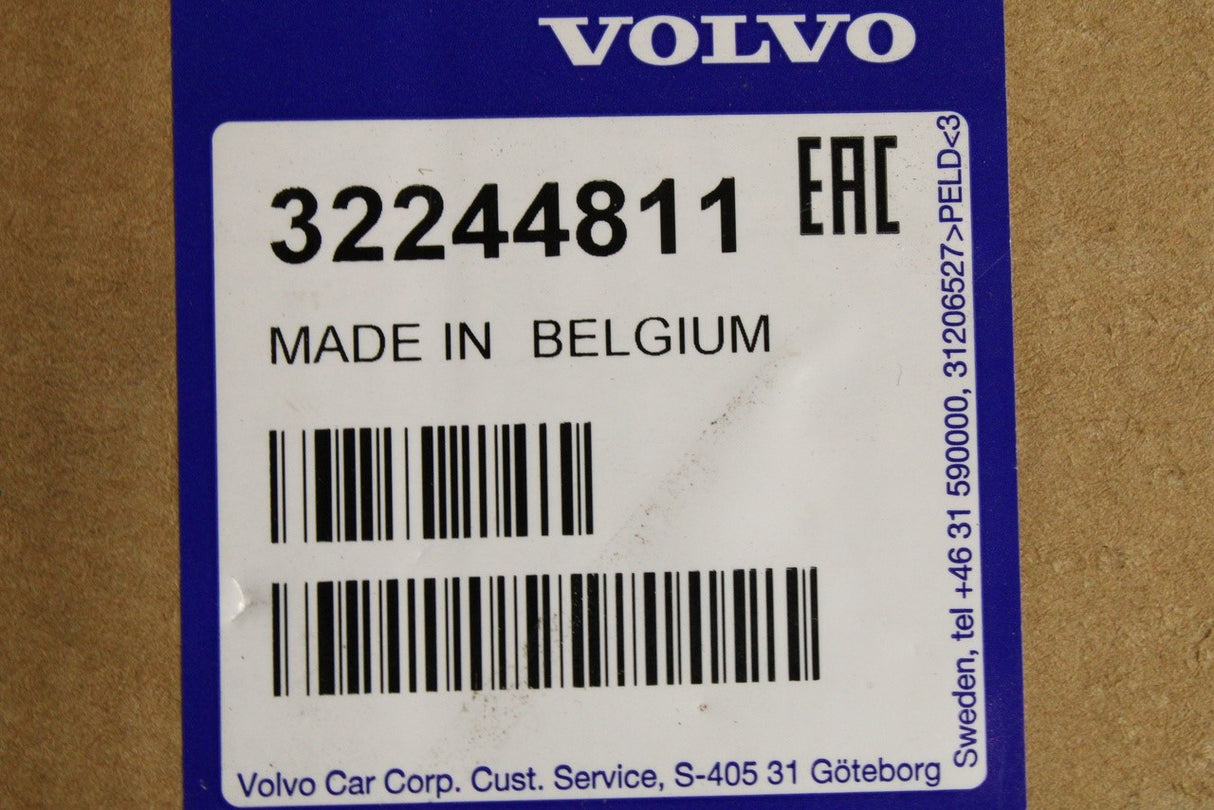 VOLVO
32244811
EAC
MADE IN BELGIUM
Volvo Car Corp. Cust. Service, S-405 31 Göteborg
Sweden, tel +46 31 590000, 31206527>PELD<3